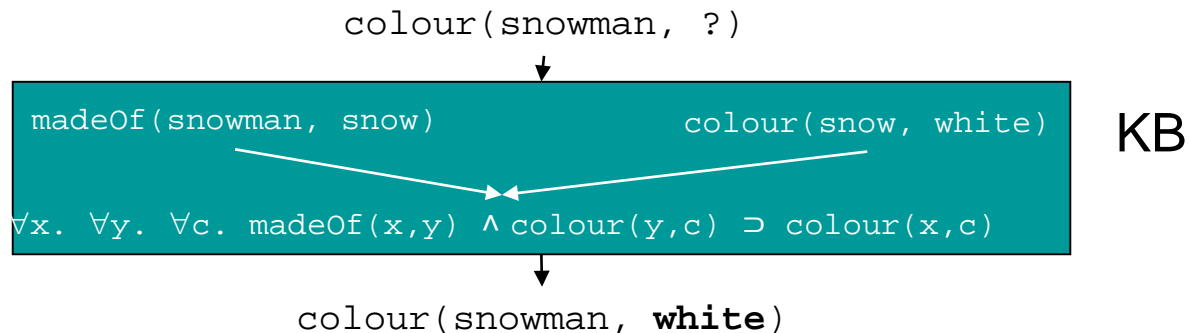 colour(snowman, ?)
madeOf(snowman, snow) colour(snow, white)
KB
∀x. ∀y. ∀c. madeOf(x,y) ∧ colour(y,c) ⊃ colour(x,c)
colour(snowman, white)